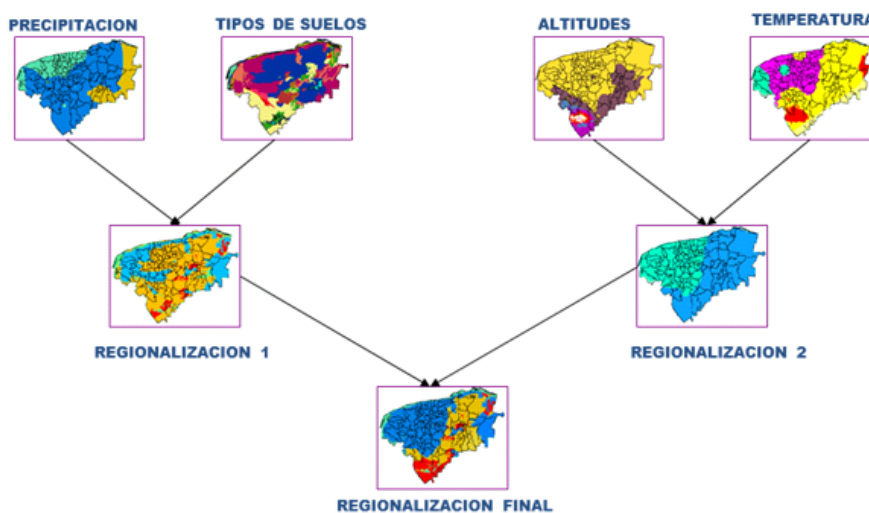 PRECIPITACION
TIPOS DE SUELOS
ALTITUDES
TEMPERATURA
REGIONALIZACION 1
REGIONALIZACION 2
REGIONALIZACION FINAL